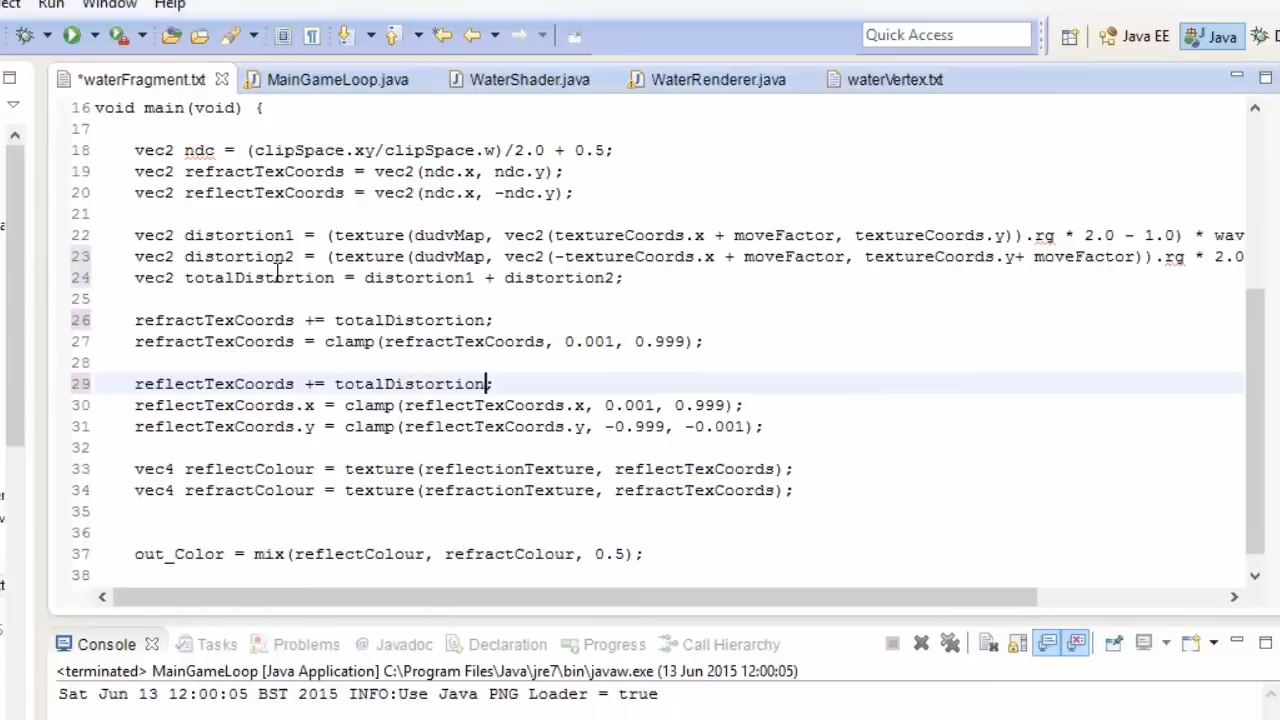 Run Window Help
Quick Access
Java EE
Java
*waterFragment.txt
MainGameLoop.java
WaterShader.java
WaterRenderer.java
waterVertex.txt
16 void main(void) {
17
18 vec2 ndc = (clipSpace.xy/clipSpace.w)/2.0 + 0.5;
19 vec2 refractTexCoords = vec2(ndc.x, ndc.y);
20 vec2 reflectTexCoords = vec2(ndc.x, -ndc.y);
21
22 vec2 distortion1 = (texture(dudvMap, vec2(textureCoords.x + moveFactor, textureCoords.y)).rg * 2.0 - 1.0) * wav
23 vec2 distortion2 = (texture(dudvMap, vec2(-textureCoords.x + moveFactor, textureCoords.y+ moveFactor)).rg * 2.0
24 vec2 totalDistortion = distortion1 + distortion2;
25
26 refractTexCoords += totalDistortion;
27 refractTexCoords = clamp(refractTexCoords, 0.001, 0.999);
28
29 reflectTexCoords += totalDistortion;
30 reflectTexCoords.x = clamp(reflectTexCoords.x, 0.001, 0.999);
31 reflectTexCoords.y = clamp(reflectTexCoords.y, -0.999, -0.001);
32
33 vec4 reflectColour = texture(reflectionTexture, reflectTexCoords);
34 vec4 refractColour = texture(refractionTexture, refractTexCoords);
35
36
37 out_Color = mix(reflectColour, refractColour, 0.5);
38
Console
Tasks
Problems
@ Javadoc
Declaration
Progress
Call Hierarchy
<terminated> MainGameLoop [Java Application] C:\Program Files\Java\jre7\bin\javaw.exe (13 Jun 2015 12:00:05)
Sat Jun 13 12:00:05 BST 2015 INFO:Use Java PNG Loader = true